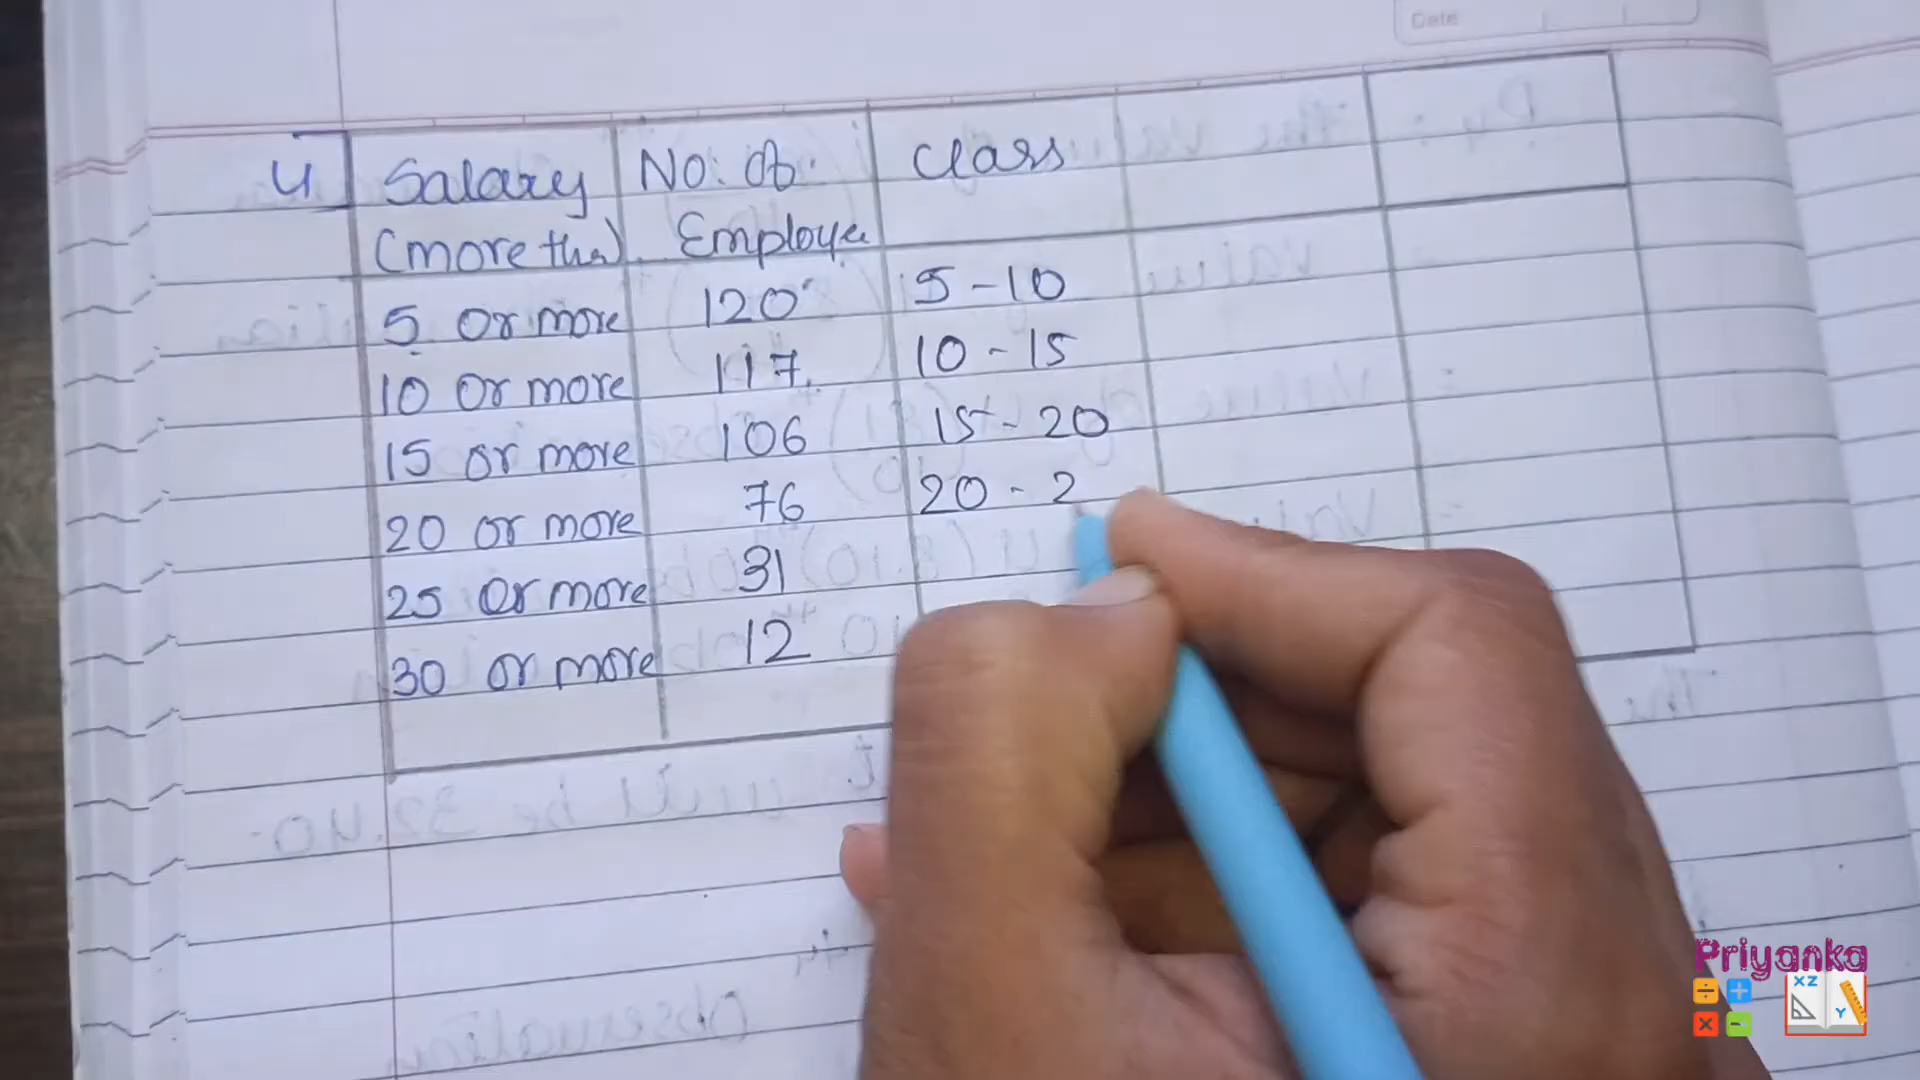 Date
4 Salary No. of Class
(more tha) Employee
5 or more 120 5 - 10
10 or more 117 10 - 15
15 or more 106 15 - 20
20 or more 76 20 - 2
25 or more 31
30 or more 12
Priyanka
XZ
Y